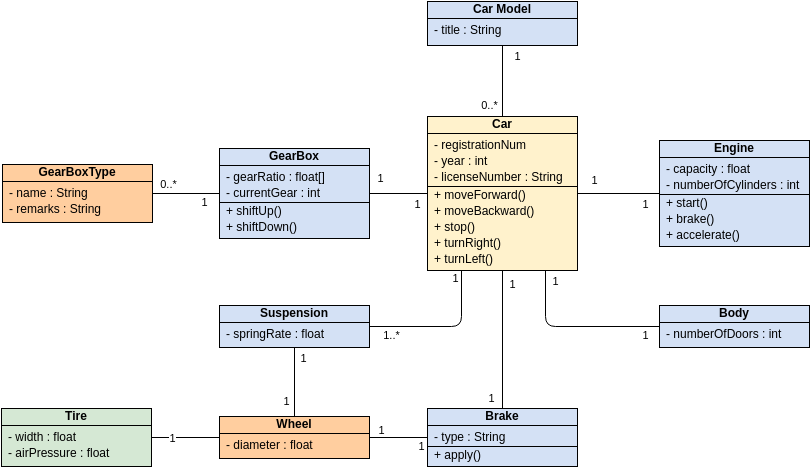 Car Model
- title : String
1
0..*
Car
- registrationNum
- year : int
- licenseNumber : String
+ moveForward()
+ moveBackward()
+ stop()
+ turnRight()
+ turnLeft()
GearBoxType
- name : String
- remarks : String
0..*
1
GearBox
- gearRatio : float[]
- currentGear : int
+ shiftUp()
+ shiftDown()
1
1
1
1
Engine
- capacity : float
- numberOfCylinders : int
+ start()
+ brake()
+ accelerate()
1
1
1
Suspension
- springRate : float
1..*
1
Body
- numberOfDoors : int
1
1
1
1
Tire
- width : float
- airPressure : float
1
Wheel
- diameter : float
1
1
Brake
- type : String
+ apply()